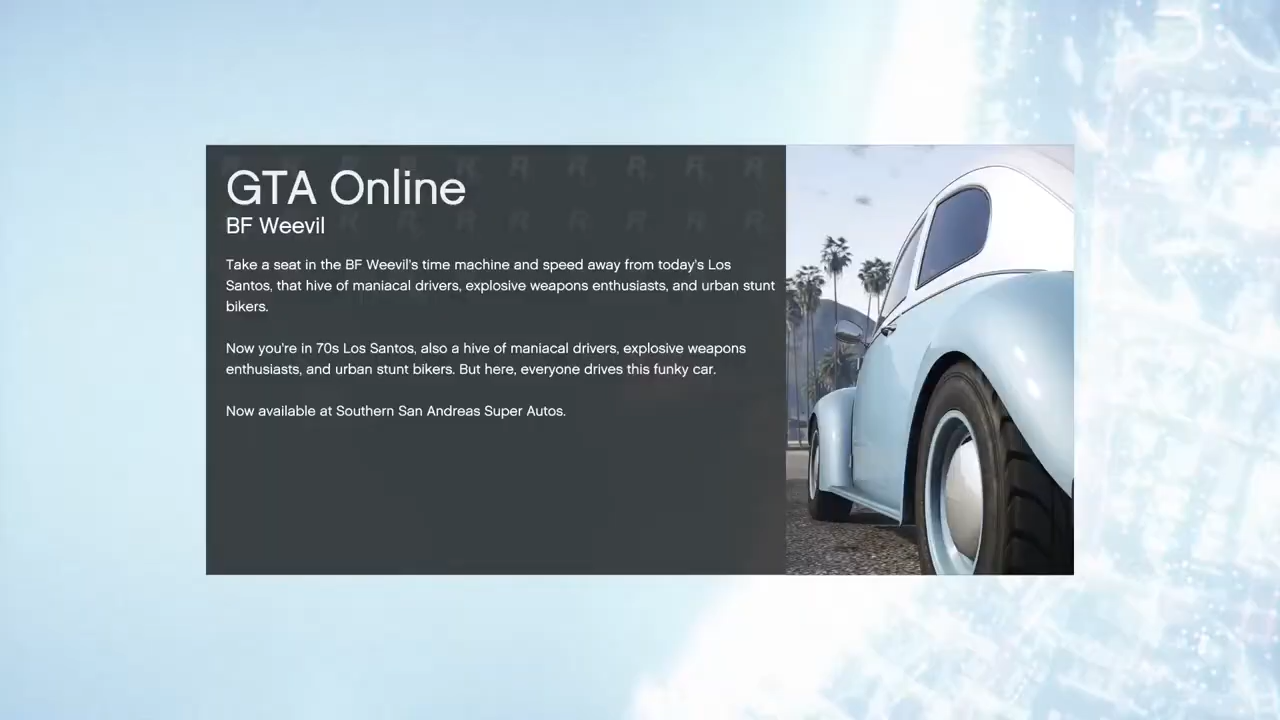 GTA Online
BF Weevil
Take a seat in the BF Weevil's time machine and speed away from today's Los
Santos, that hive of maniacal drivers, explosive weapons enthusiasts, and urban stunt
bikers.
Now you're in 70s Los Santos, also a hive of maniacal drivers, explosive weapons
enthusiasts, and urban stunt bikers. But here, everyone drives this funky car.
Now available at Southern San Andreas Super Autos.